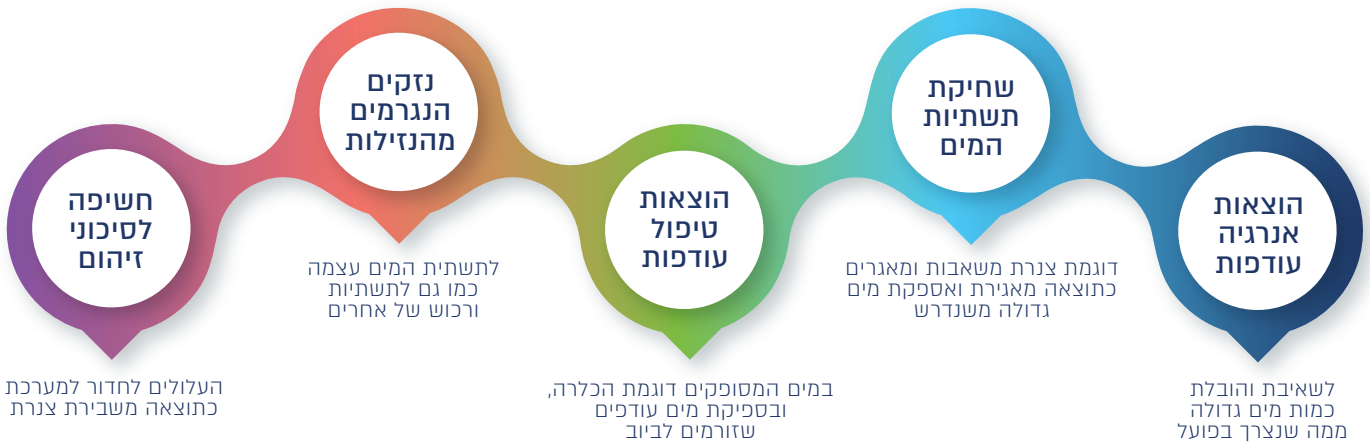 הוצאות
אנרגיה
עודפות
לשאיבת והובלת
כמות מים גדולה
ממה שנצרך בפועל
שחיקת
תשתיות
המים
דוגמת צנרת משאבות ומאגרים
כתוצאה מאגירת ואספקת מים
גדולה משנדרש
הוצאות
טיפול
עודפות
במים המסופקים דוגמת הכלרה,
ובספיקת מים עודפים
שזורמים לביוב
נזקים
הנגרמים
מהנזילות
לתשתית המים עצמה
כמו גם לתשתיות
ורכוש של אחרים
חשיפה
לסיכוני
זיהום
העלולים לחדור למערכת
כתוצאה משבירת צנרת